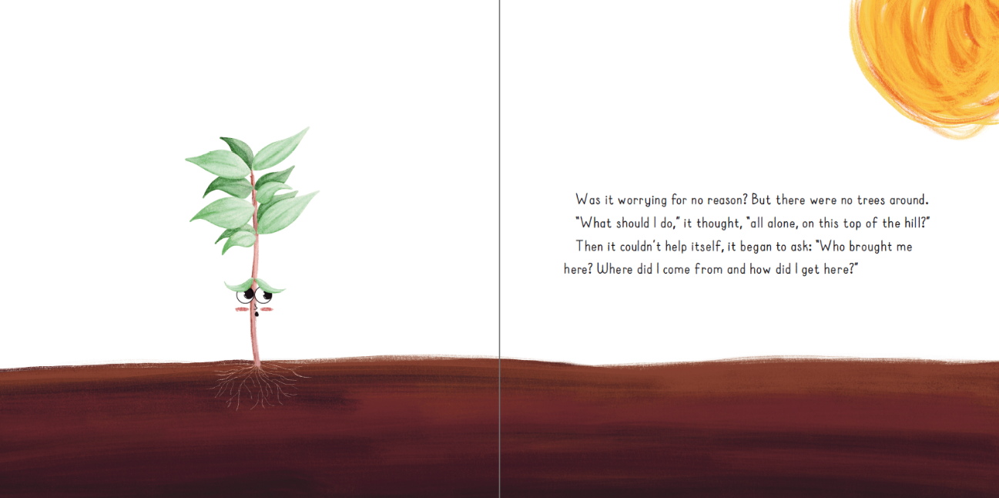 Was it worrying for no reason? But there were no trees around.
"What should I do," it thought, "all alone, on this top of the hill?"
Then it couldn't help itself, it began to ask: "Who brought me
here? Where did I come from and how did I get here?"